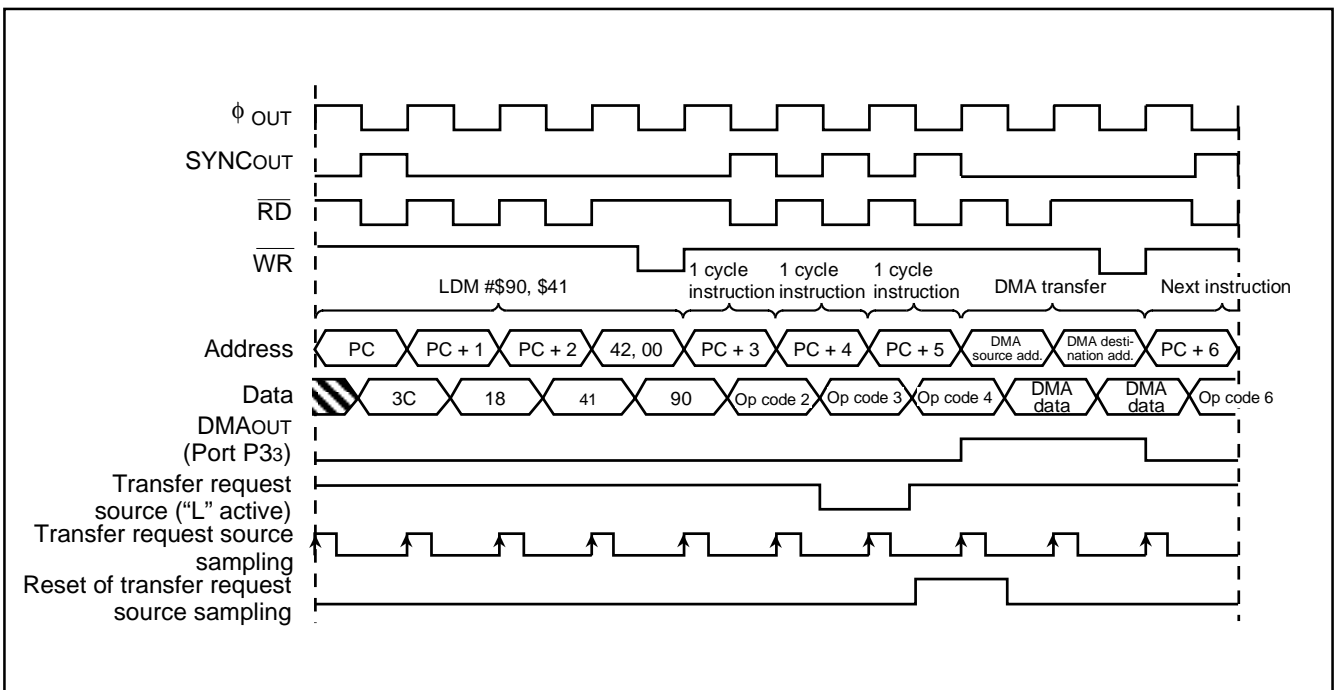 ϕ OUT
SYNCOUT
RD
WR
LDM #$90, $41
1 cycle
instruction
1 cycle
instruction
1 cycle
instruction
DMA transfer
Next instruction
Address
PC
PC + 1
PC + 2
42, 00
PC + 3
PC + 4
PC + 5
DMA
source add.
DMA desti-
nation add.
PC + 6
Data
3C
18
41
90
Op code 2
Op code 3
Op code 4
DMA
data
DMA
data
Op code 6
DMAOUT
(Port P33)
Transfer request
source (“L” active)
Transfer request source
sampling
Reset of transfer request
source sampling